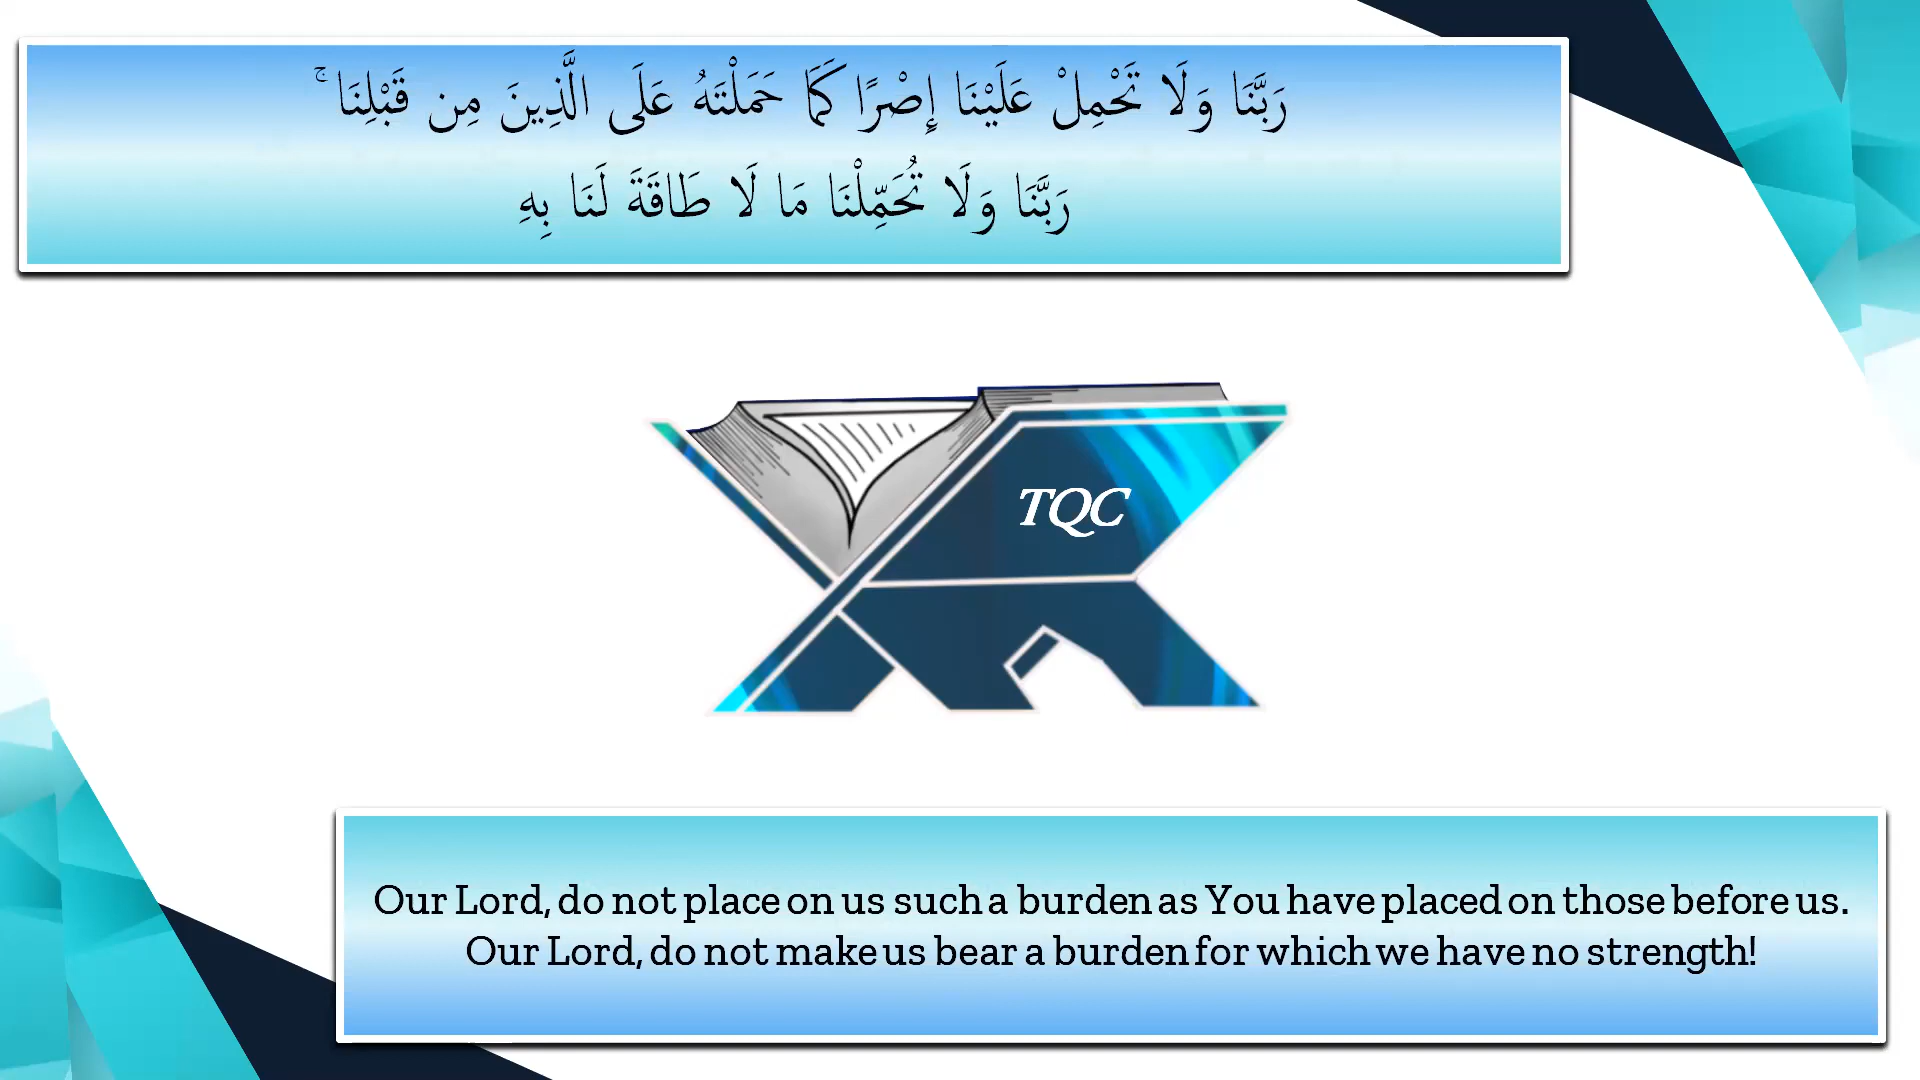 رَبَّنَا وَلَا تَحْمِلْ عَلَيْنَا إِصْرًا كَمَا حَمَلْتَهُ عَلَى الَّذِينَ مِن قَبْلِنَا ۚ
رَبَّنَا وَلَا تُحَمِّلْنَا مَا لَا طَاقَةَ لَنَا بِهِ
TQC
Our Lord, do not place on us such a burden as You have placed on those before us.
Our Lord, do not make us bear a burden for which we have no strength!